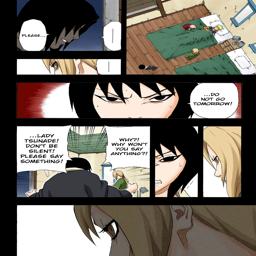 PLEASE...
...DO
NOT GO
TOMORROW!
WHY?!
WHY WON'T
YOU SAY
ANYTHING?!
...LADY
TSUNADE!
DON'T BE
SILENT!
PLEASE SAY
SOMETHING!